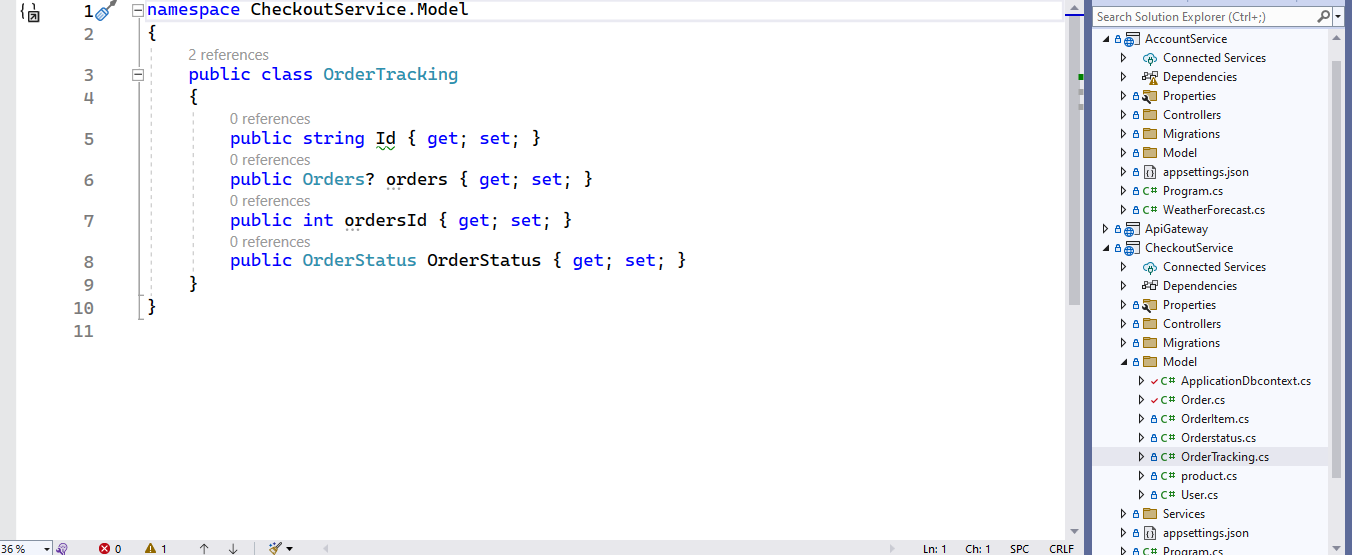 1 namespace CheckoutService.Model
2 {
2 references
3 public class OrderTracking
4 {
0 references
5 public string Id { get; set; }
0 references
6 public Orders? orders { get; set; }
0 references
7 public int ordersId { get; set; }
0 references
8 public OrderStatus OrderStatus { get; set; }
9 }
10 }
11
36 %
0
1
Ln: 1
Ch: 1
SPC
CRLF
Search Solution Explorer (Ctrl+;)
AccountService
Connected Services
Dependencies
Properties
Controllers
Migrations
Model
appsettings.json
C# Program.cs
C# WeatherForecast.cs
ApiGateway
CheckoutService
Connected Services
Dependencies
Properties
Controllers
Migrations
Model
C# ApplicationDbcontext.cs
C# Order.cs
C# OrderItem.cs
C# Orderstatus.cs
C# OrderTracking.cs
C# product.cs
C# User.cs
Services
appsettings.json
C# Program.cs